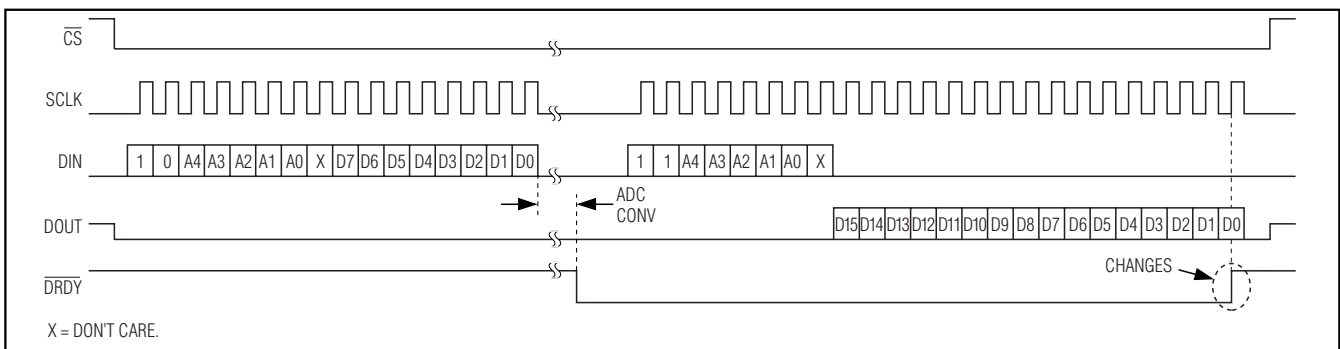 CS
SCLK
DIN 1 0 A4 A3 A2 A1 A0 X D7 D6 D5 D4 D3 D2 D1 D0 1 1 A4 A3 A2 A1 A0 X
ADC
CONV
DOUT D15 D14 D13 D12 D11 D10 D9 D8 D7 D6 D5 D4 D3 D2 D1 D0
CHANGES
DRDY
X = DON'T CARE.